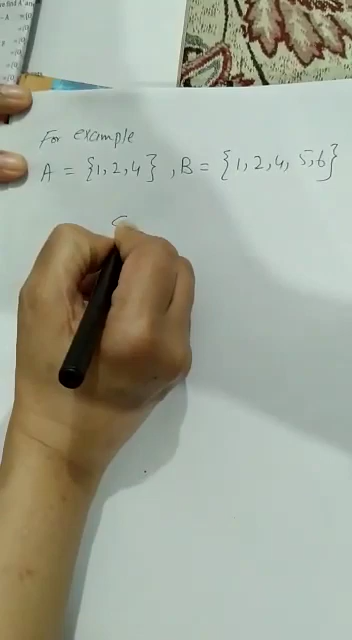 For example
A = {1, 2, 4 } , B = {1, 2, 4, 5, 6}